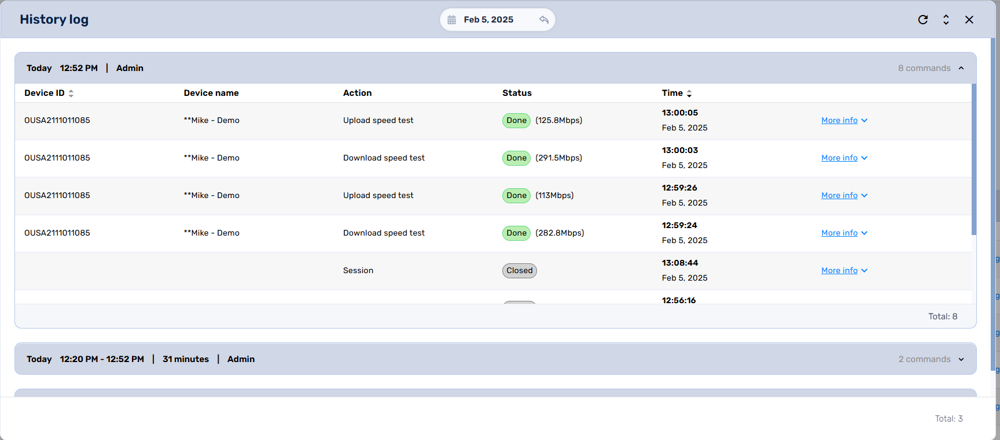 History log
Feb 5, 2025
Today 12:52 PM | Admin
8 commands
Device ID Device name Action Status Time
OUSA2111011085 **Mike - Demo Upload speed test Done (125.8Mbps) 13:00:05 Feb 5, 2025 More info
OUSA2111011085 **Mike - Demo Download speed test Done (291.5Mbps) 13:00:03 Feb 5, 2025 More info
OUSA2111011085 **Mike - Demo Upload speed test Done (113Mbps) 12:59:26 Feb 5, 2025 More info
OUSA2111011085 **Mike - Demo Download speed test Done (282.8Mbps) 12:59:24 Feb 5, 2025 More info
Session Closed 13:08:44 Feb 5, 2025 More info
12:56:16
Total: 8
Today 12:20 PM - 12:52 PM | 31 minutes | Admin
2 commands
Total: 3